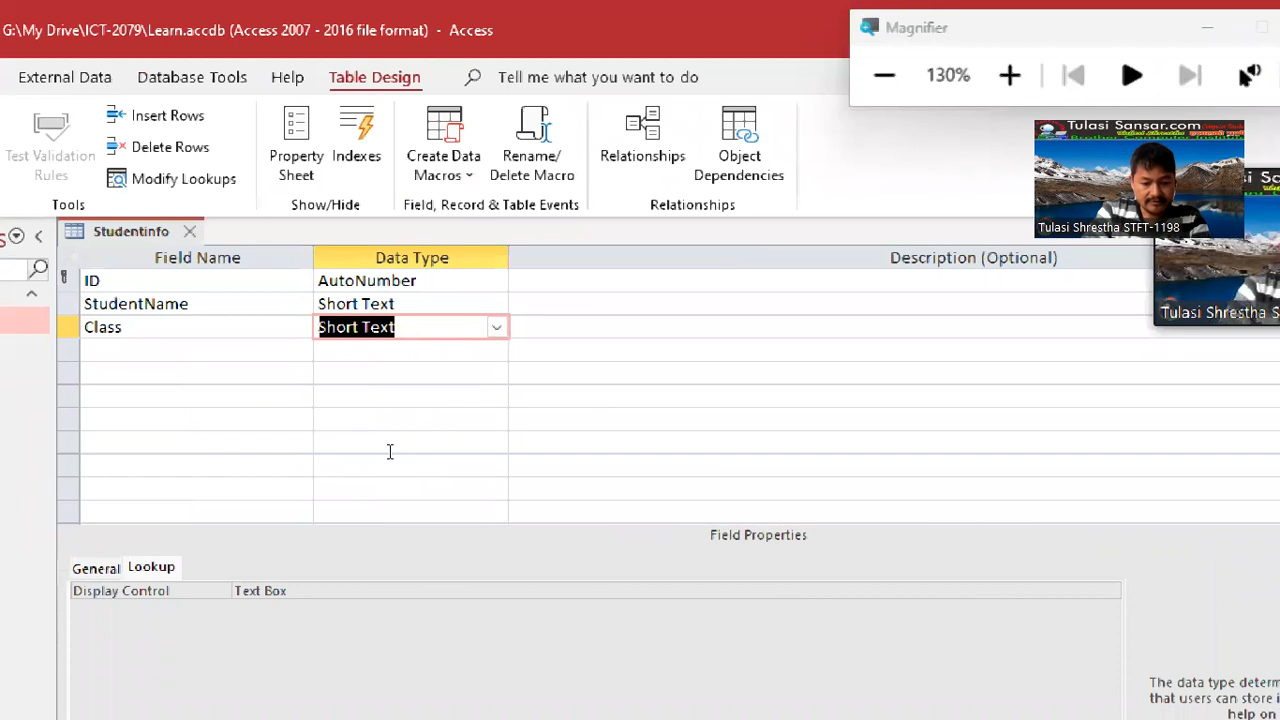 G:\My Drive\ICT-2079\Learn.accdb (Access 2007 - 2016 file format) - Access
Magnifier
External Data Database Tools Help Table Design Tell me what you want to do
130%
Insert Rows
Delete Rows
Modify Lookups
Test Validation
Rules
Property
Sheet
Indexes
Create Data
Macros
Rename/
Delete Macro
Relationships
Object
Dependencies
Tools
Show/Hide
Field, Record & Table Events
Relationships
Tulasi Sansar.com
Tulasi Shrestha STFT-1198
Tulasi Shrestha S
Studentinfo
Field Name Data Type Description (Optional)
ID AutoNumber
StudentName Short Text
Class Short Text
Field Properties
General Lookup
Display Control Text Box
The data type determ
that users can store i
help on